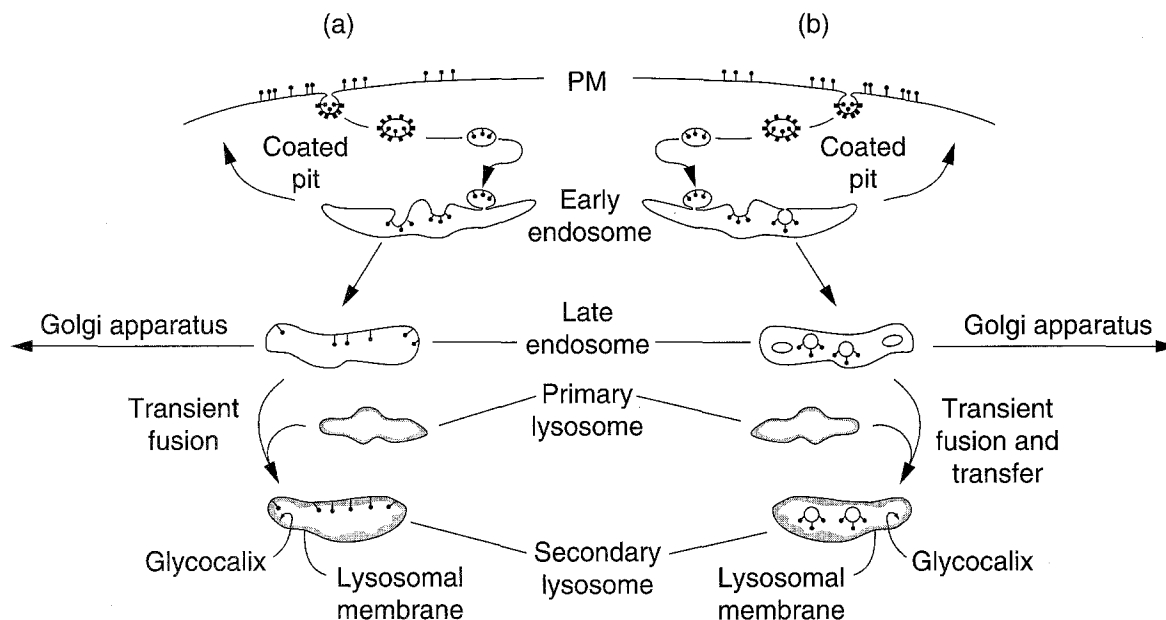 (a)
(b)
PM
Coated
pit
Coated
pit
Early
endosome
Golgi apparatus
Late
endosome
Golgi apparatus
Transient
fusion
Primary
lysosome
Transient
fusion and
transfer
Glycocalix
Lysosomal
membrane
Secondary
lysosome
Lysosomal
membrane
Glycocalix